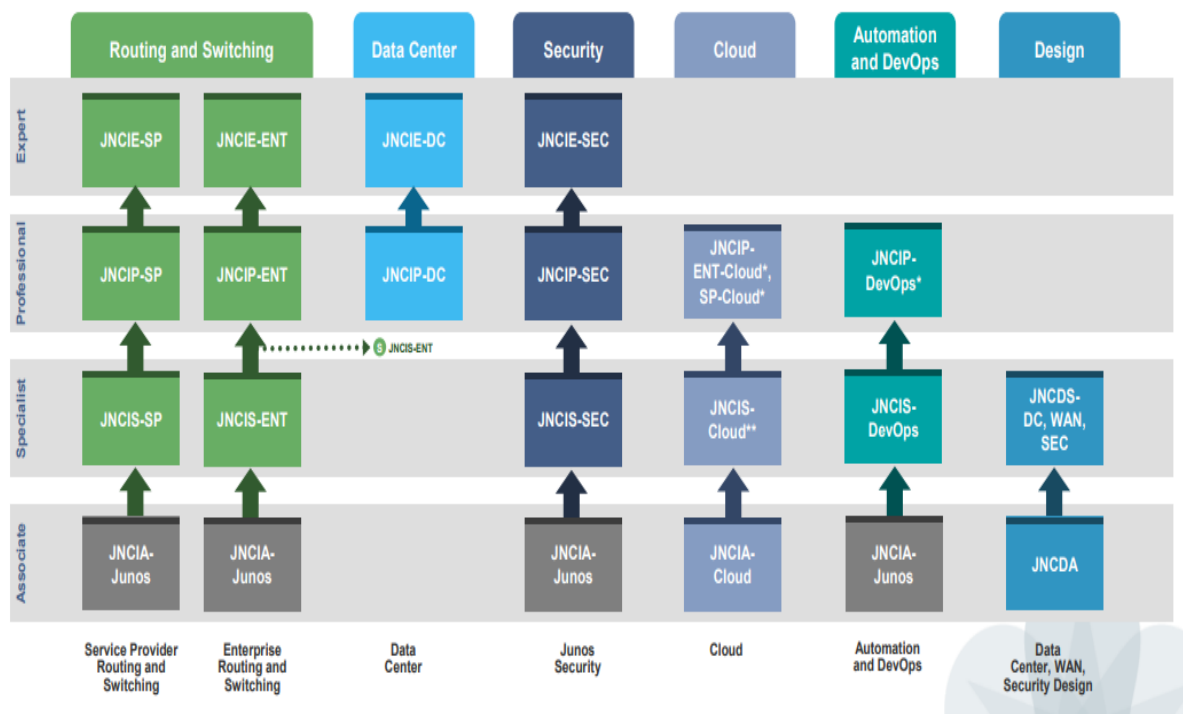 Routing and Switching
Data Center
Security
Cloud
Automation
and DevOps
Design
Expert
JNCIE-SP
JNCIE-ENT
JNCIE-DC
JNCIE-SEC
Professional
JNCIP-SP
JNCIP-ENT
JNCIP-DC
JNCIP-SEC
JNCIP-
ENT-Cloud*,
SP-Cloud*
JNCIP-
DevOps*
S JNCIS-ENT
Specialist
JNCIS-SP
JNCIS-ENT
JNCIS-SEC
JNCIS-
Cloud**
JNCIS-
DevOps
JNCDS-
DC, WAN,
SEC
Associate
JNCIA-
Junos
JNCIA-
Junos
JNCIA-
Junos
JNCIA-
Cloud
JNCIA-
Junos
JNCDA
Service Provider
Routing and
Switching
Enterprise
Routing and
Switching
Data
Center
Junos
Security
Cloud
Automation
and DevOps
Data
Center, WAN,
Security Design